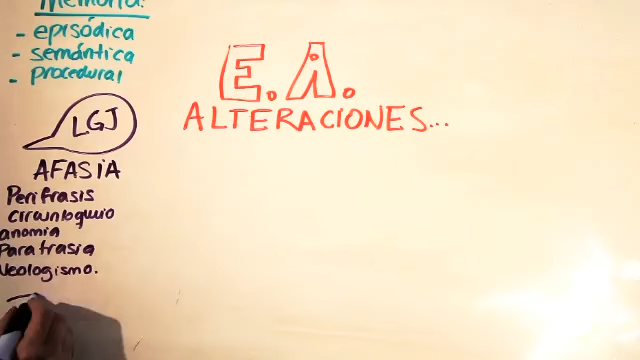 Memoria:
- episódica
- semántica
- procedural
LGJ
AFASIA
Perifrasis
Circunloquio
anomia
Parafrasia
Neologismo.
E. A.
ALTERACIONES...